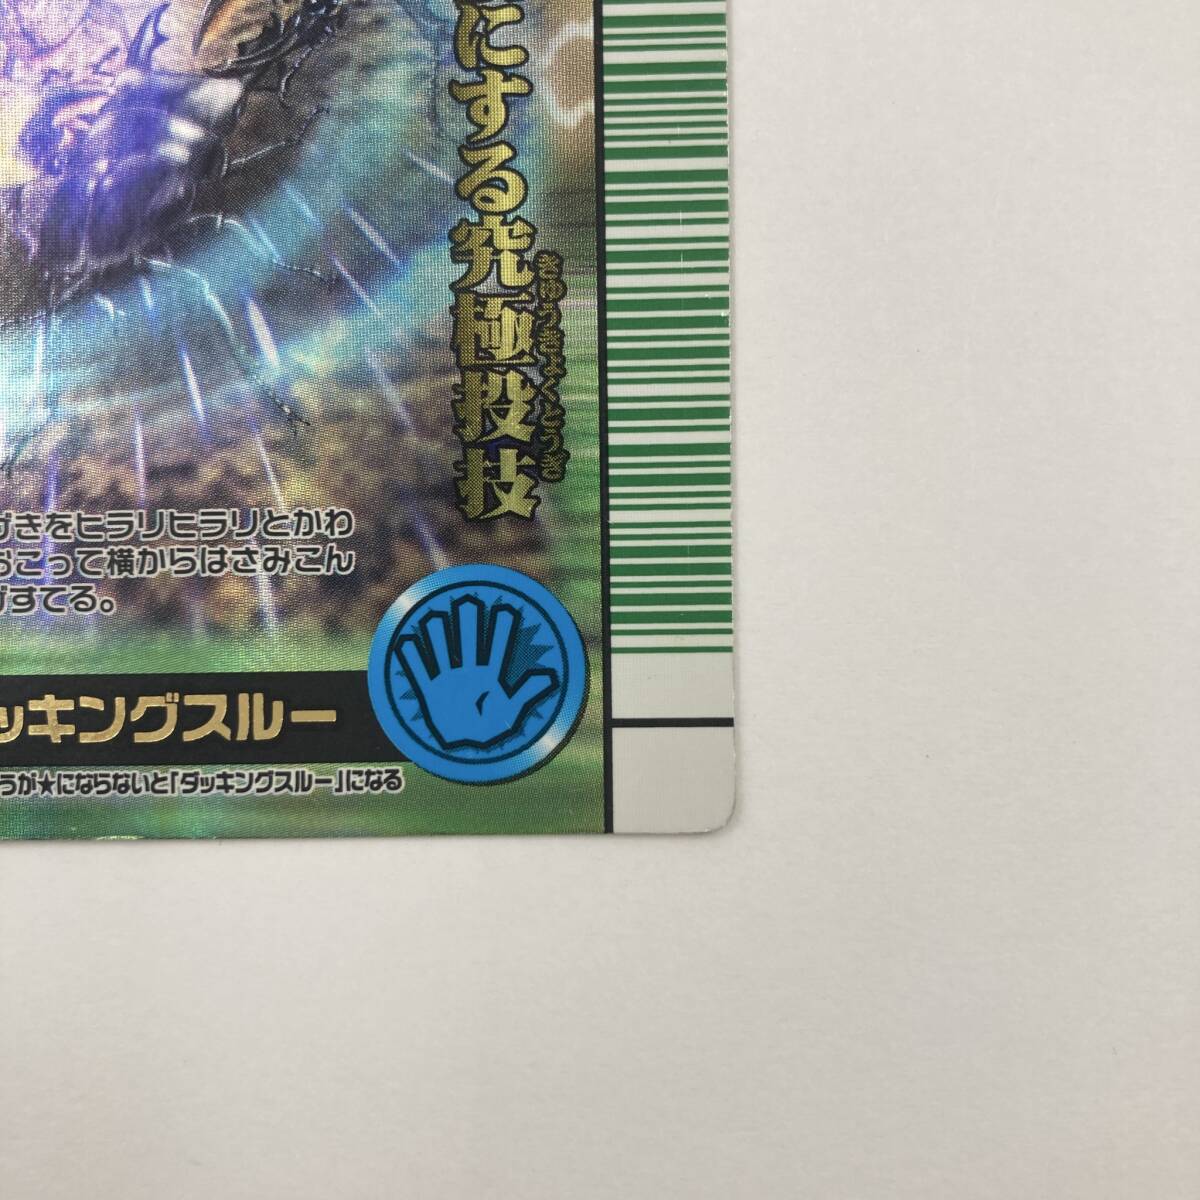 にする究極投技
きゅうきょくとうぎ
げきをヒラリヒラリとかわ
おこって横からはさみこん
げすてる。
ッキングスルー
うが★にならないと「ダッキングスルー」になる